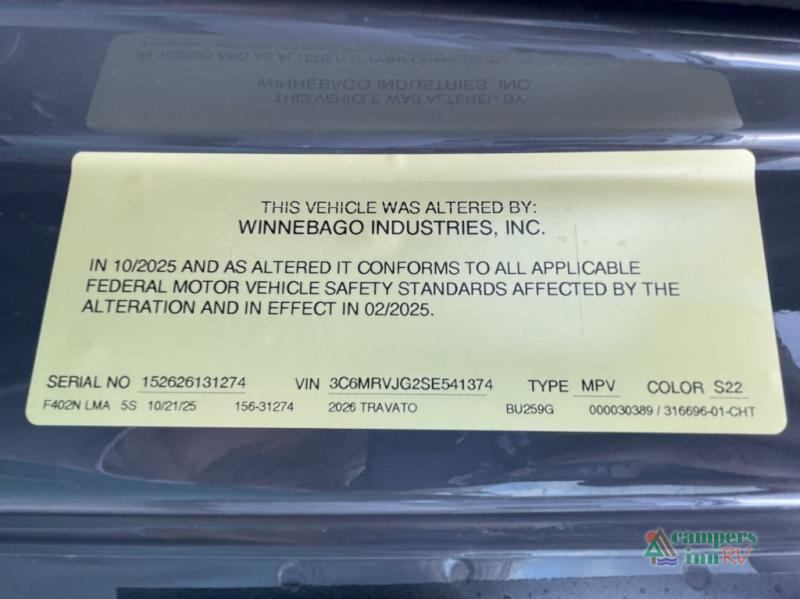 THIS VEHICLE WAS ALTERED BY:
WINNEBAGO INDUSTRIES, INC.
IN 10/2025 AND AS ALTERED IT CONFORMS TO ALL APPLICABLE
FEDERAL MOTOR VEHICLE SAFETY STANDARDS AFFECTED BY THE
ALTERATION AND IN EFFECT IN 02/2025.
SERIAL NO 152626131274 VIN 3C6MRVJG2SE541374 TYPE MPV COLOR S22
F402N LMA 5S 10/21/25 156-31274 2026 TRAVATO BU259G 000030389 / 316696-01-CHT
campers
inn RV